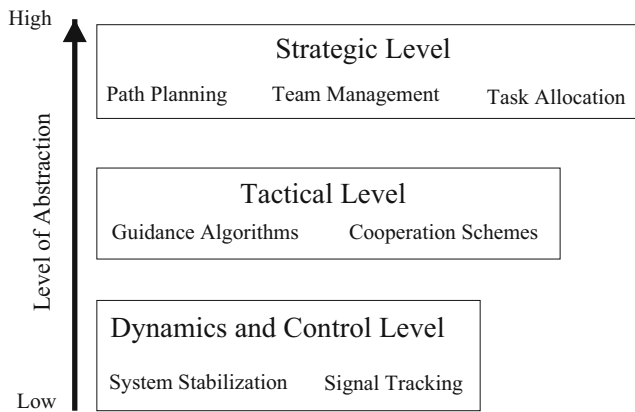 High
Strategic Level
Path Planning Team Management Task Allocation
Level of Abstraction
Tactical Level
Guidance Algorithms Cooperation Schemes
Dynamics and Control Level
System Stabilization Signal Tracking
Low